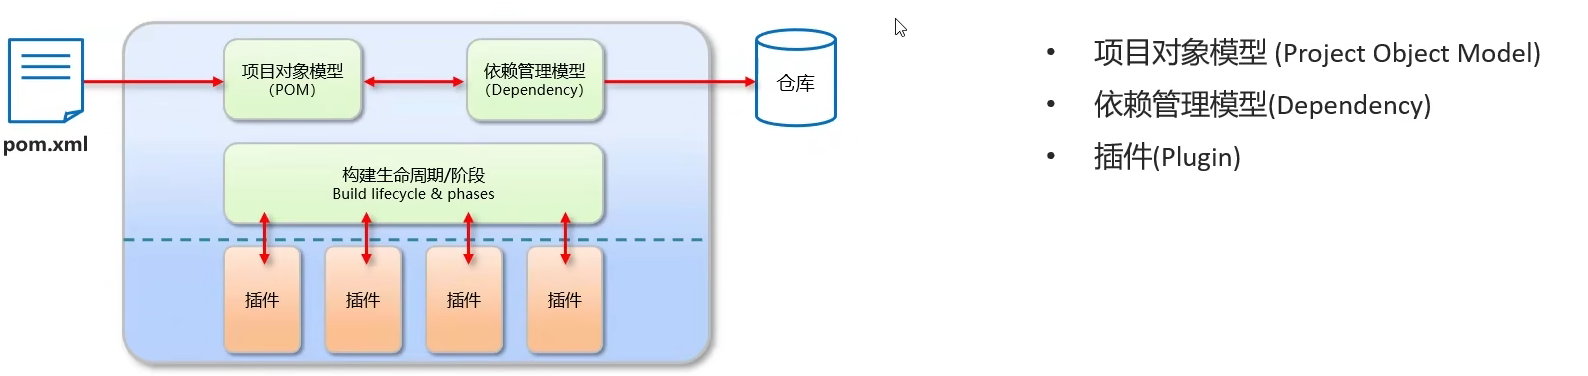 pom.xml
项目对象模型
(POM)
依赖管理模型
(Dependency)
仓库
构建生命周期/阶段
Build lifecycle & phases
插件
插件
插件
插件
• 项目对象模型 (Project Object Model)
• 依赖管理模型(Dependency)
• 插件(Plugin)